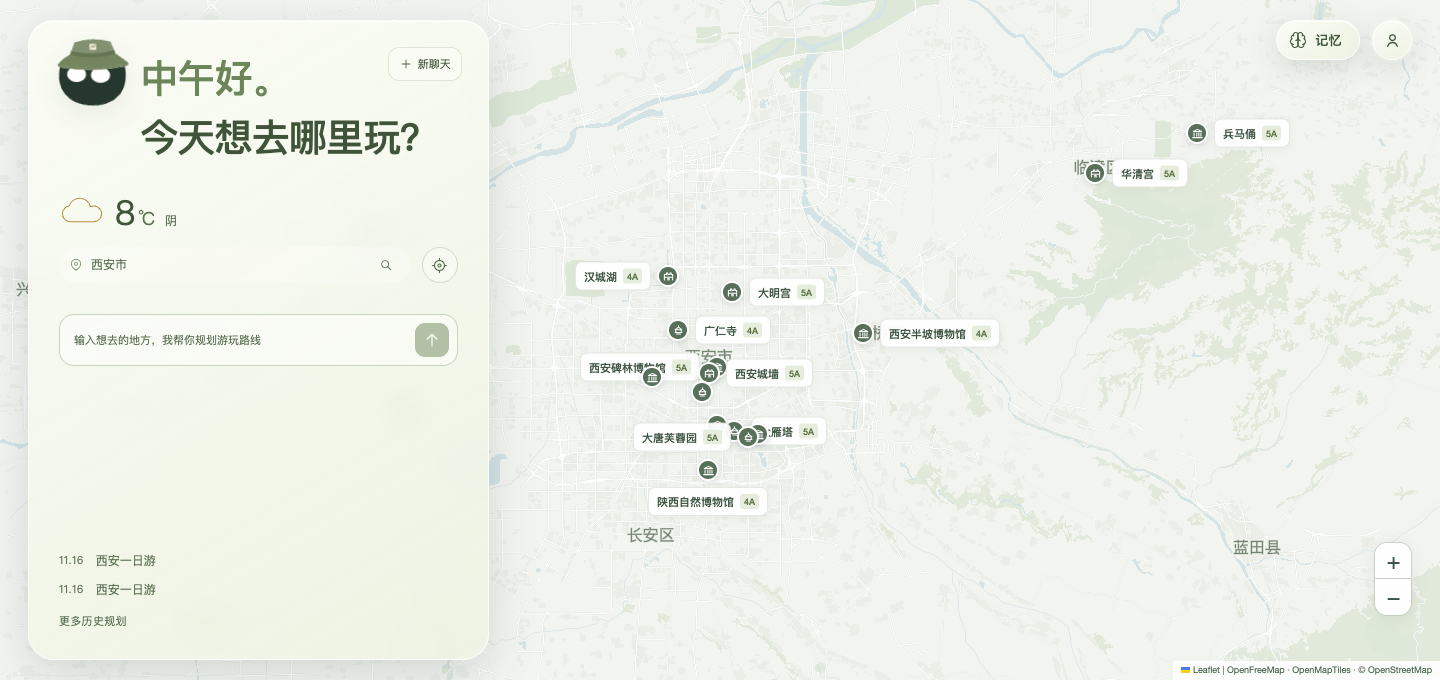 中午好。
今天想去哪里玩?
+ 新聊天
8℃ 阴
西安市
输入想去的地方，我帮你规划游玩路线
11.16 西安一日游
11.16 西安一日游
更多历史规划
记忆
兵马俑 5A
华清宫 5A
汉城湖 4A
大明宫 5A
广仁寺 4A
西安半坡博物馆 4A
西安市
西安碑林博物馆 5A
西安城墙 5A
大唐芙蓉园 5A
雁塔 5A
陕西自然博物馆 4A
长安区
蓝田县
+
−
Leaflet | OpenFreeMap · OpenMapTiles · © OpenStreetMap